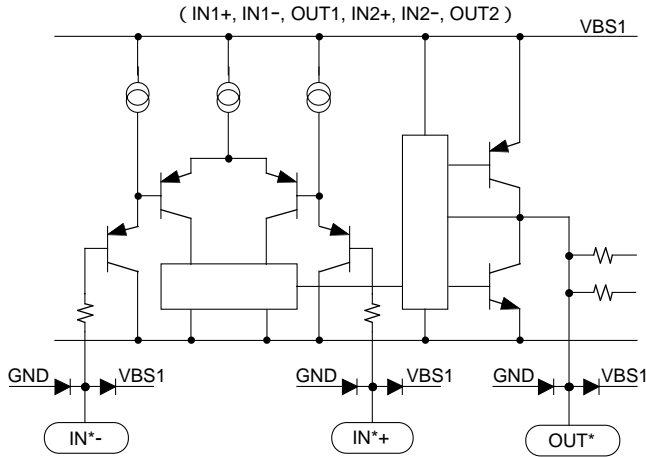 ( IN1+, IN1−, OUT1, IN2+, IN2−, OUT2 )
VBS1
GND VBS1 GND VBS1 GND VBS1
IN*- IN*+ OUT*